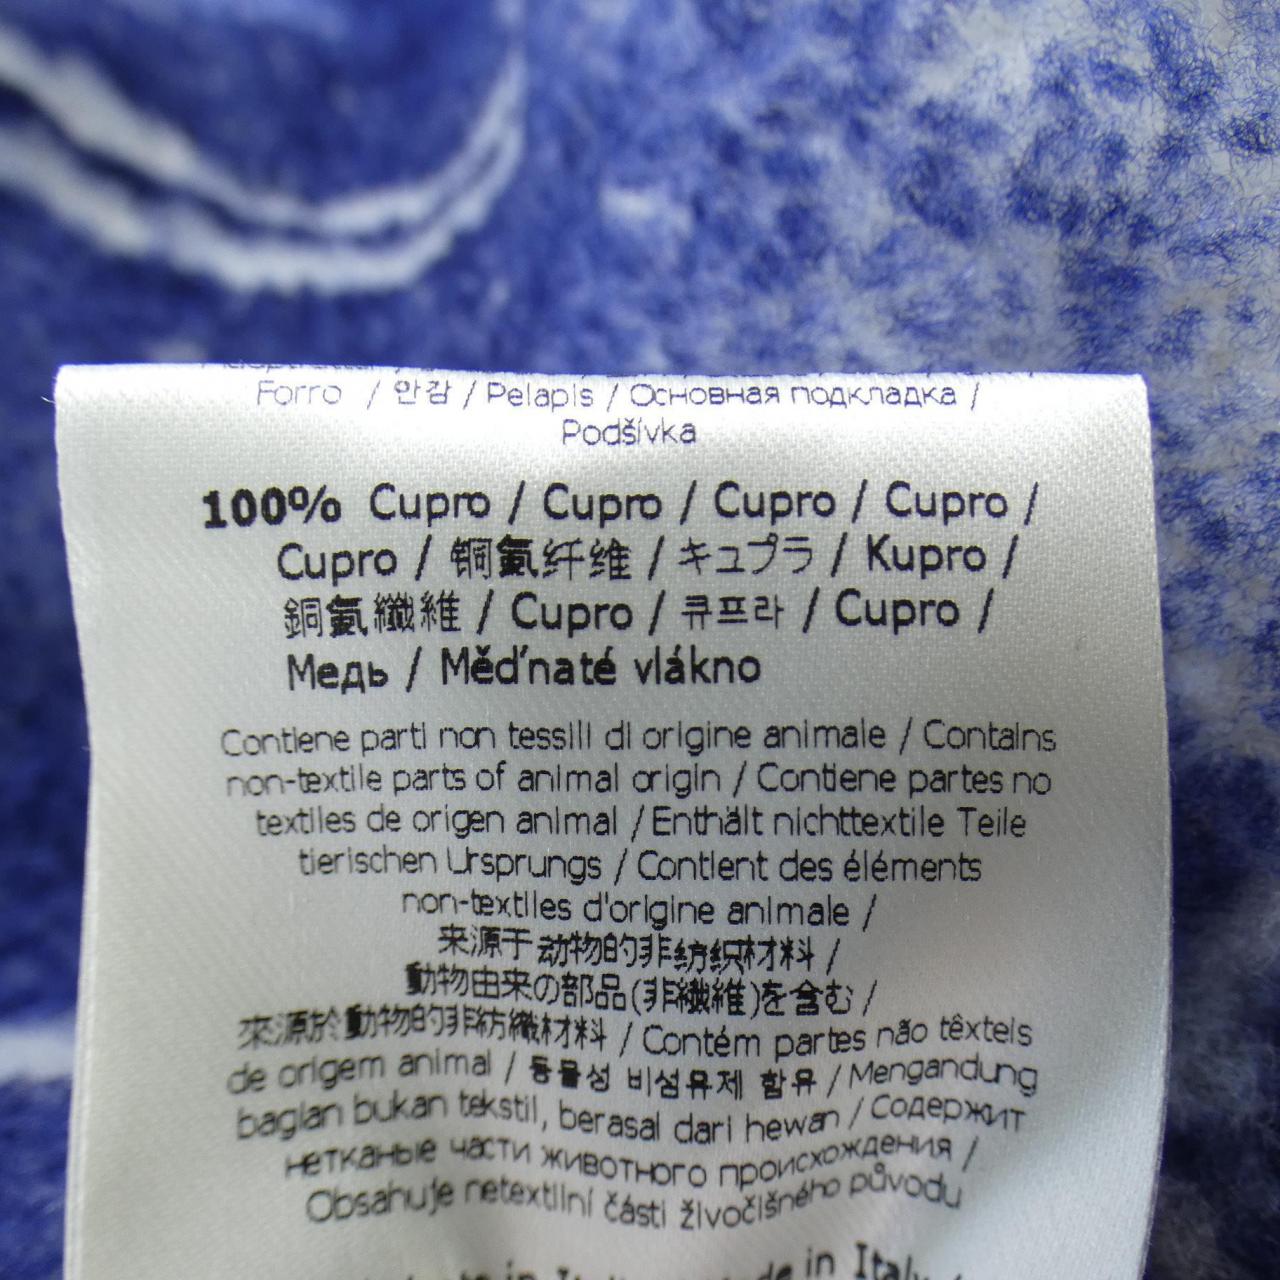 Forro / 안감 / Pelapis / Основная подкладка /
Podšívka
100% Cupro / Cupro / Cupro / Cupro /
Cupro / 铜氨纤维 / キュプラ / Kupro /
銅氨纖維 / Cupro / 큐프라 / Cupro /
Медь / Měďnaté vlákno
Contiene parti non tessili di origine animale / Contains
non-textile parts of animal origin / Contiene partes no
textiles de origen animal / Enthält nichttextile Teile
tierischen Ursprungs / Contient des éléments
non-textiles d'origine animale /
来源于动物的非纺织材料 /
動物由来の部品(非繊維)を含む /
來源於動物的非紡織材料 / Contém partes não têxteis
de origem animal / 동물성 비섬유제 함유 / Mengandung
bagian bukan tekstil, berasal dari hewan / Содержит
нетканые части животного происхождения /
Obsahuje netextilní části živočišného původu
in Italy